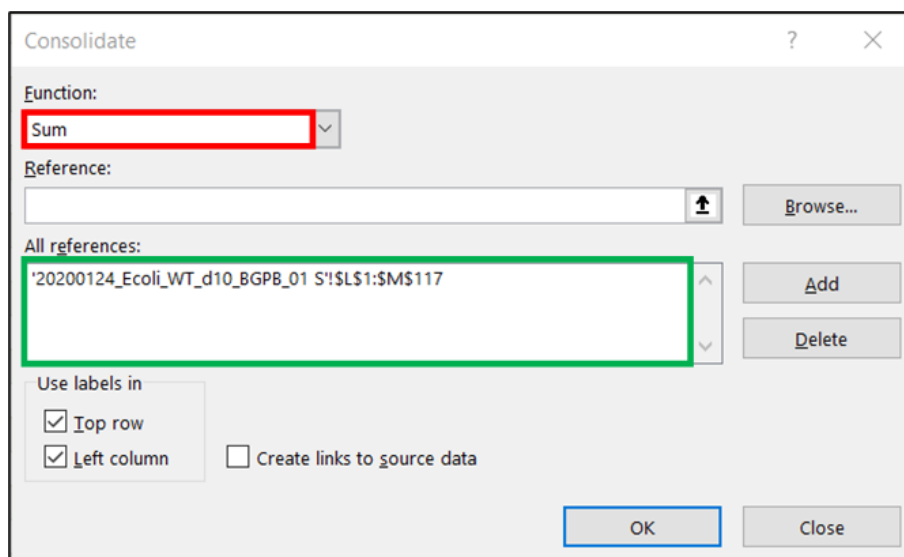 Consolidate ?
Function:
Sum
Reference:
Browse...
All references:
'20200124_Ecoli_WT_d10_BGPB_01 S'!$L$1:$M$117
Add
Delete
Use labels in
Top row
Left column
Create links to source data
OK
Close